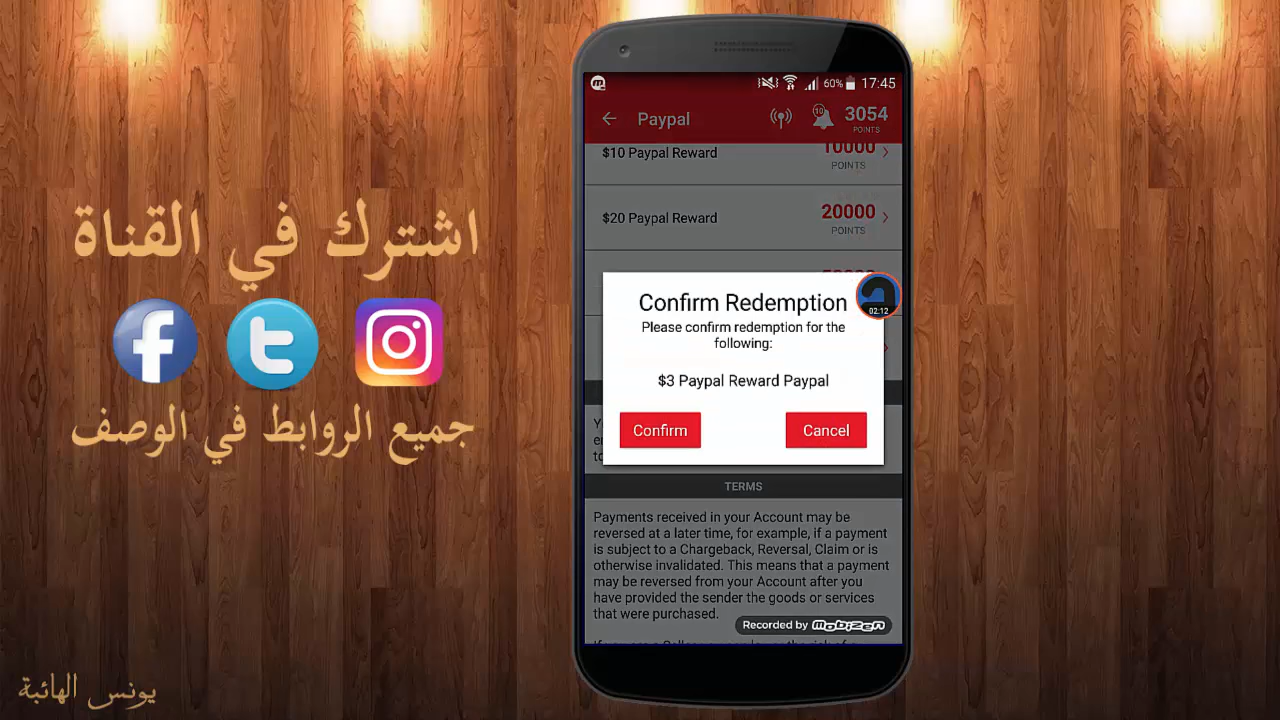 اشترك في القناة
جميع الروابط في الوصف
يونس الهائبة
60% 17:45
Paypal
10
3054
POINTS
$10 Paypal Reward
10000
POINTS
$20 Paypal Reward
20000
POINTS
Confirm Redemption
Please confirm redemption for the
following:
$3 Paypal Reward Paypal
Confirm
Cancel
02:12
TERMS
Payments received in your Account may be
reversed at a later time, for example, if a payment
is subject to a Chargeback, Reversal, Claim or is
otherwise invalidated. This means that a payment
may be reversed from your Account after you
have provided the sender the goods or services
that were purchased.
Recorded by Mobizen